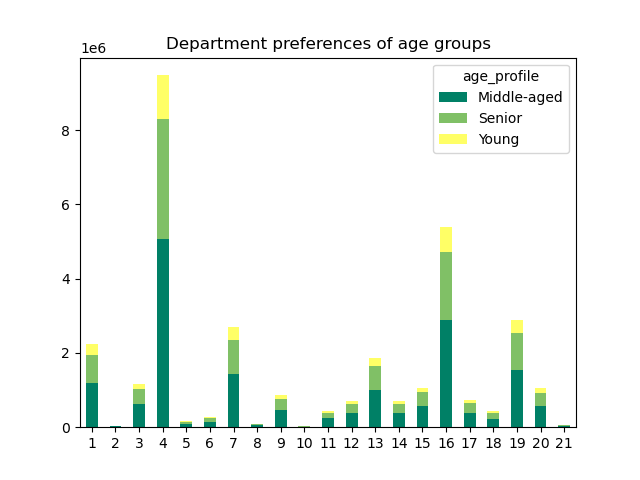 Department preferences of age groups
1e6
age_profile
Middle-aged
Senior
Young
8
6
4
2
0
1 2 3 4 5 6 7 8 9 10 11 12 13 14 15 16 17 18 19 20 21